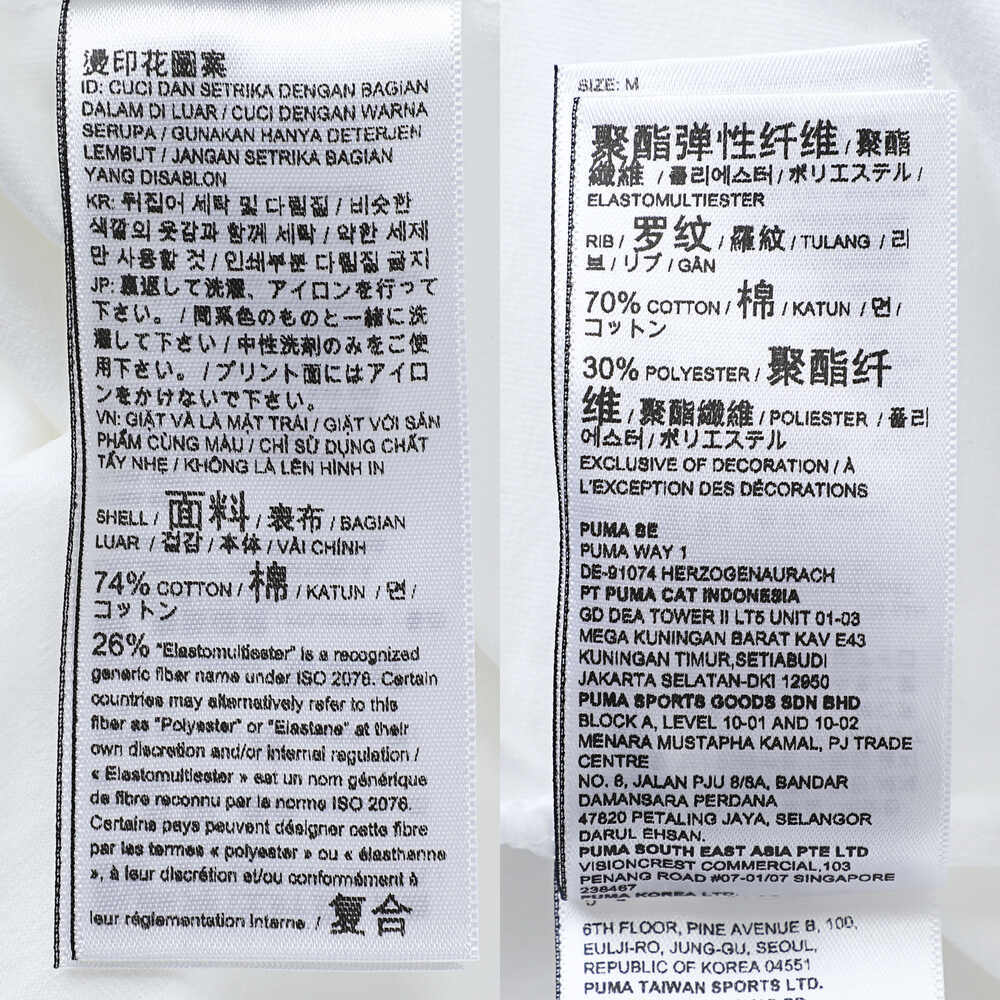 燙印花圖案
ID: CUCI DAN SETRIKA DENGAN BAGIAN
DALAM DI LUAR / CUCI DENGAN WARNA
SERUPA / GUNAKAN HANYA DETERJEN
LEMBUT / JANGAN SETRIKA BAGIAN
YANG DISABLON
KR: 뒤집어 세탁 및 다림질 / 비슷한
색깔의 옷감과 함께 세탁 / 약한 세제
만 사용할 것 / 인쇄부분 다림질 금지
JP: 裏返して洗濯、アイロンを行って
下さい。 / 同系色のものと一緒に洗
濯して下さい / 中性洗剤のみをご使
用下さい。 / プリント面にはアイロ
ンをかけないで下さい。
VN: GIẶT VÀ LÀ MẶT TRÁI / GIẶT VỚI SẢN
PHẨM CÙNG MÀU / CHỈ SỬ DỤNG CHẤT
TẨY NHẸ / KHÔNG LÀ LÊN HÌNH IN
SHELL / 面料 / 表布 / BAGIAN
LUAR / 겉감 / 本体 / VẢI CHÍNH
74% COTTON / 棉 / KATUN / 면 /
コットン
26% "Elastomultiester" is a recognized
generic fiber name under ISO 2076. Certain
countries may alternatively refer to this
fiber as "Polyester" or "Elastane" at their
own discretion and/or internal regulation /
« Elastomultiester » est un nom générique
de fibre reconnu par la norme ISO 2076.
Certains pays peuvent désigner cette fibre
par les termes « polyester » ou « élasthanne
», à leur discrétion et/ou conformément à
leur réglementation interne / 复合
SIZE: M
聚酯弹性纤维 / 聚酯
纖維 / 폴리에스터 / ポリエステル /
ELASTOMULTIESTER
RIB / 罗纹 / 羅紋 / TULANG / 리
브 / リブ / GÂN
70% COTTON / 棉 / KATUN / 면 /
コットン
30% POLYESTER / 聚酯纤
维 / 聚酯纖維 / POLIESTER / 폴리
에스터 / ポリエステル
EXCLUSIVE OF DECORATION / À
L'EXCEPTION DES DÉCORATIONS
PUMA SE
PUMA WAY 1
DE-91074 HERZOGENAURACH
PT PUMA CAT INDONESIA
GD DEA TOWER II LT5 UNIT 01-03
MEGA KUNINGAN BARAT KAV E43
KUNINGAN TIMUR,SETIABUDI
JAKARTA SELATAN-DKI 12950
PUMA SPORTS GOODS SDN BHD
BLOCK A, LEVEL 10-01 AND 10-02
MENARA MUSTAPHA KAMAL, PJ TRADE
CENTRE
NO. 8, JALAN PJU 8/8A, BANDAR
DAMANSARA PERDANA
47820 PETALING JAYA, SELANGOR
DARUL EHSAN.
PUMA SOUTH EAST ASIA PTE LTD
VISIONCREST COMMERCIAL,103
PENANG ROAD #07-01/07 SINGAPORE
238467
PUMA KOREA LTD.
6TH FLOOR, PINE AVENUE B, 100,
EULJI-RO, JUNG-GU, SEOUL,
REPUBLIC OF KOREA 04551
PUMA TAIWAN SPORTS LTD.